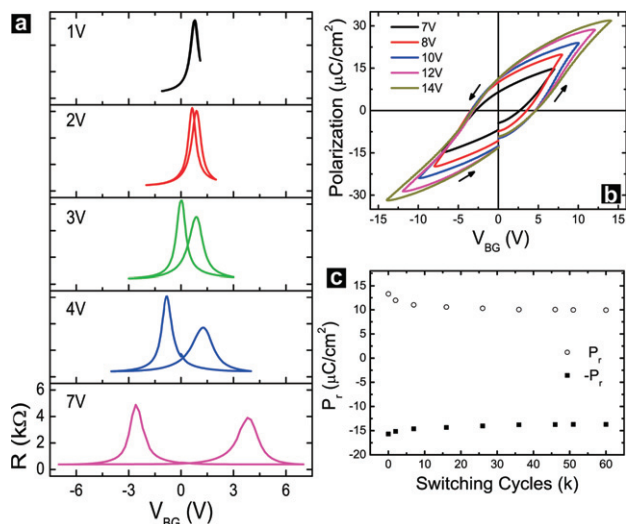 a
1V
2V
3V
4V
7V
R (kΩ)
6
4
2
0
-6 -3 0 3 6
V_BG (V)
Polarization (μC/cm²)
30
15
0
-15
-30
7V
8V
10V
12V
14V
b
-15 -10 -5 0 5 10 15
V_BG (V)
c
P_r (μC/cm²)
15
10
5
0
-5
-10
-15
-20
P_r
-P_r
0 10 20 30 40 50 60
Switching Cycles (k)